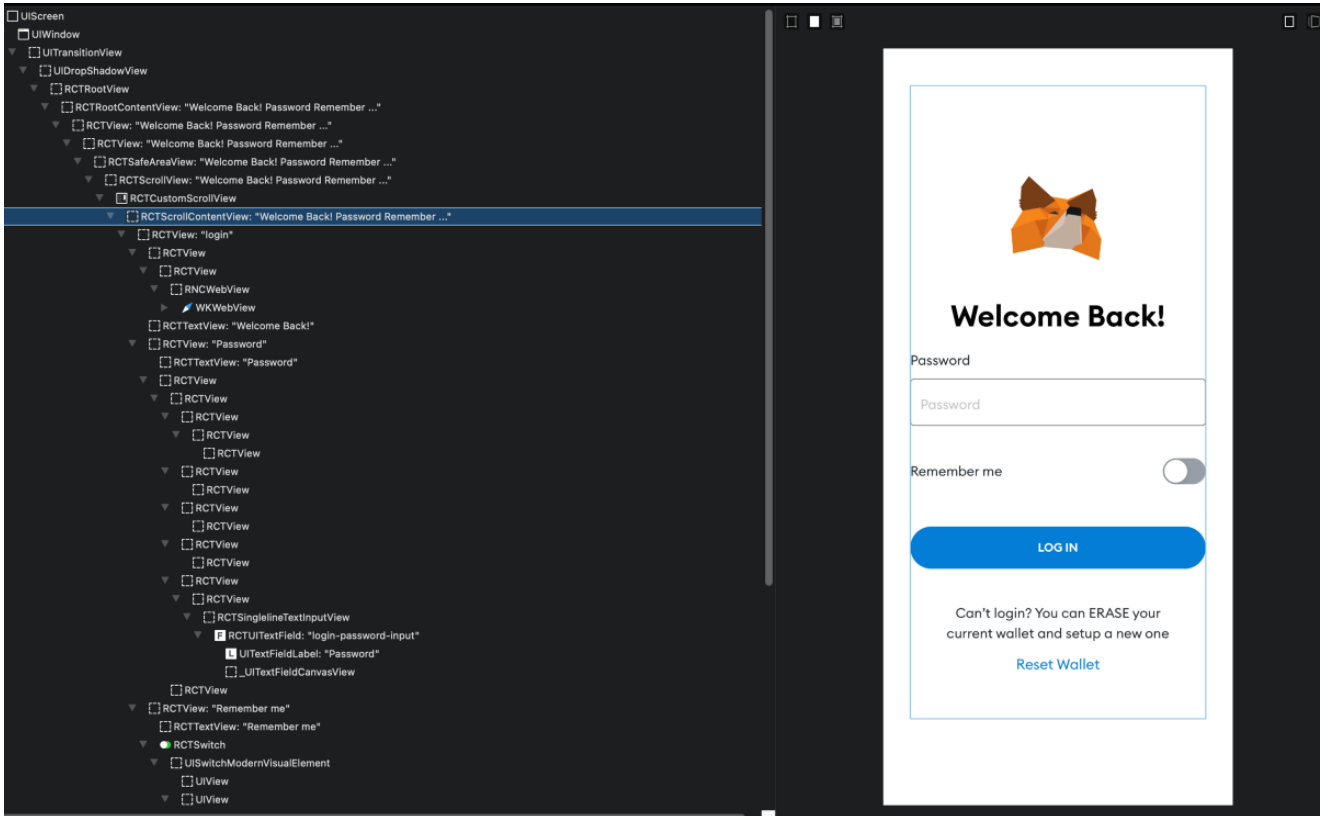 UIScreen
UIWindow
UITransitionView
UIDropShadowView
RCTRootView
RCTRootContentView: "Welcome Back! Password Remember ..."
RCTView: "Welcome Back! Password Remember ..."
RCTView: "Welcome Back! Password Remember ..."
RCTSafeAreaView: "Welcome Back! Password Remember ..."
RCTScrollView: "Welcome Back! Password Remember ..."
RCTCustomScrollView
RCTScrollContentView: "Welcome Back! Password Remember ..."
RCTView: "login"
RCTView
RCTView
RNCWebView
WKWebView
RCTTextView: "Welcome Back!"
RCTView: "Password"
RCTTextView: "Password"
RCTView
RCTView
RCTView
RCTView
RCTView
RCTView
RCTView
RCTView
RCTView
RCTView
RCTView
RCTView
RCTView
RCTSinglelineTextInputView
F RCTUITextField: "login-password-input"
L UITextFieldLabel: "Password"
_UITextFieldCanvasView
RCTView
RCTView: "Remember me"
RCTTextView: "Remember me"
RCTSwitch
UISwitchModernVisualElement
UIView
UIView
Welcome Back!
Password
Password
Remember me
LOG IN
Can't login? You can ERASE your
current wallet and setup a new one
Reset Wallet